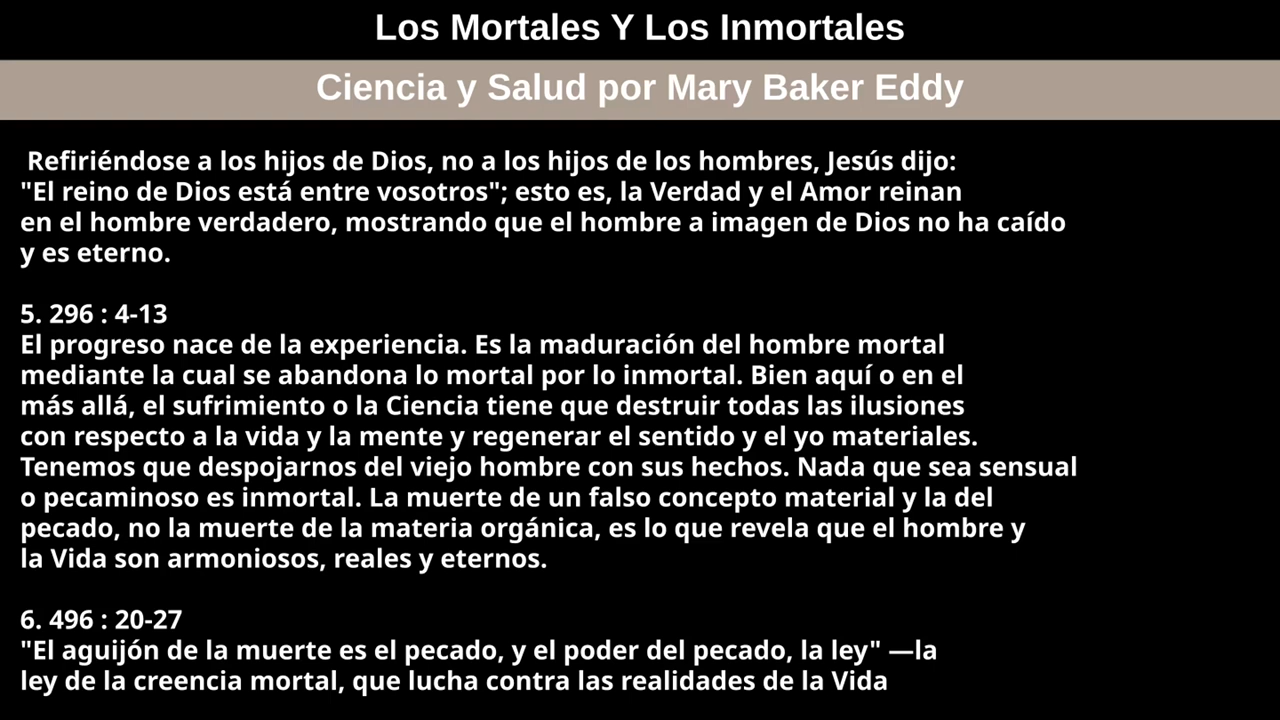 Los Mortales Y Los Inmortales
Ciencia y Salud por Mary Baker Eddy
Refiriéndose a los hijos de Dios, no a los hijos de los hombres, Jesús dijo:
"El reino de Dios está entre vosotros"; esto es, la Verdad y el Amor reinan
en el hombre verdadero, mostrando que el hombre a imagen de Dios no ha caído
y es eterno.
5. 296 : 4-13
El progreso nace de la experiencia. Es la maduración del hombre mortal
mediante la cual se abandona lo mortal por lo inmortal. Bien aquí o en el
más allá, el sufrimiento o la Ciencia tiene que destruir todas las ilusiones
con respecto a la vida y la mente y regenerar el sentido y el yo materiales.
Tenemos que despojarnos del viejo hombre con sus hechos. Nada que sea sensual
o pecaminoso es inmortal. La muerte de un falso concepto material y la del
pecado, no la muerte de la materia orgánica, es lo que revela que el hombre y
la Vida son armoniosos, reales y eternos.
6. 496 : 20-27
"El aguijón de la muerte es el pecado, y el poder del pecado, la ley" —la
ley de la creencia mortal, que lucha contra las realidades de la Vida